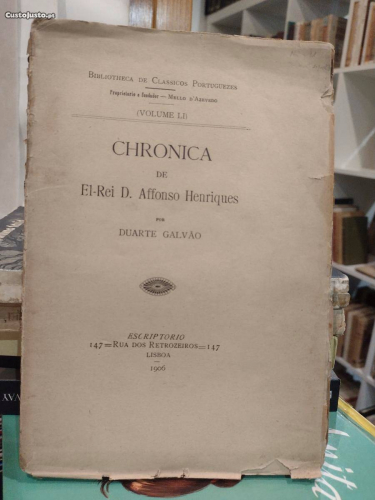 CustoJusto.pt
BIBLIOTHECA DE CLASSICOS PORTUGUEZES
Proprietario e fundador — MELLO D'AZEVEDO
(VOLUME LI)
CHRONICA
DE
El-Rei D. Affonso Henriques
POR
DUARTE GALVÃO
ESCRIPTORIO
147=RUA DOS RETROZEIROS=147
LISBOA
1906